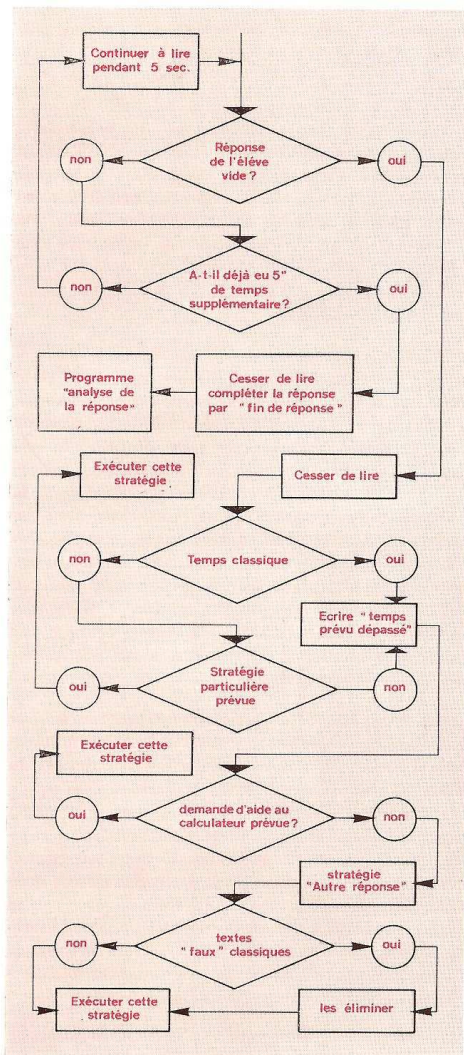 Continuer à lire
pendant 5 sec.
Réponse
de l'éléve
vide ?
non
oui
A-t-il déjà eu 5"
de temps
supplémentaire ?
non
oui
Programme
"analyse de
la réponse"
Cesser de lire
compléter la réponse
par " fin de réponse "
Exécuter cette
stratégie
Cesser de lire
non
Temps classique
oui
Ecrire " temps
prévu dépassé"
oui
Stratégie
particulière
prévue
non
Exécuter cette
stratégie
oui
demande d'aide au
calculateur prévue ?
non
stratégie
"Autre réponse"
non
textes
" faux " classiques
oui
Exécuter cette
stratégie
les éliminer